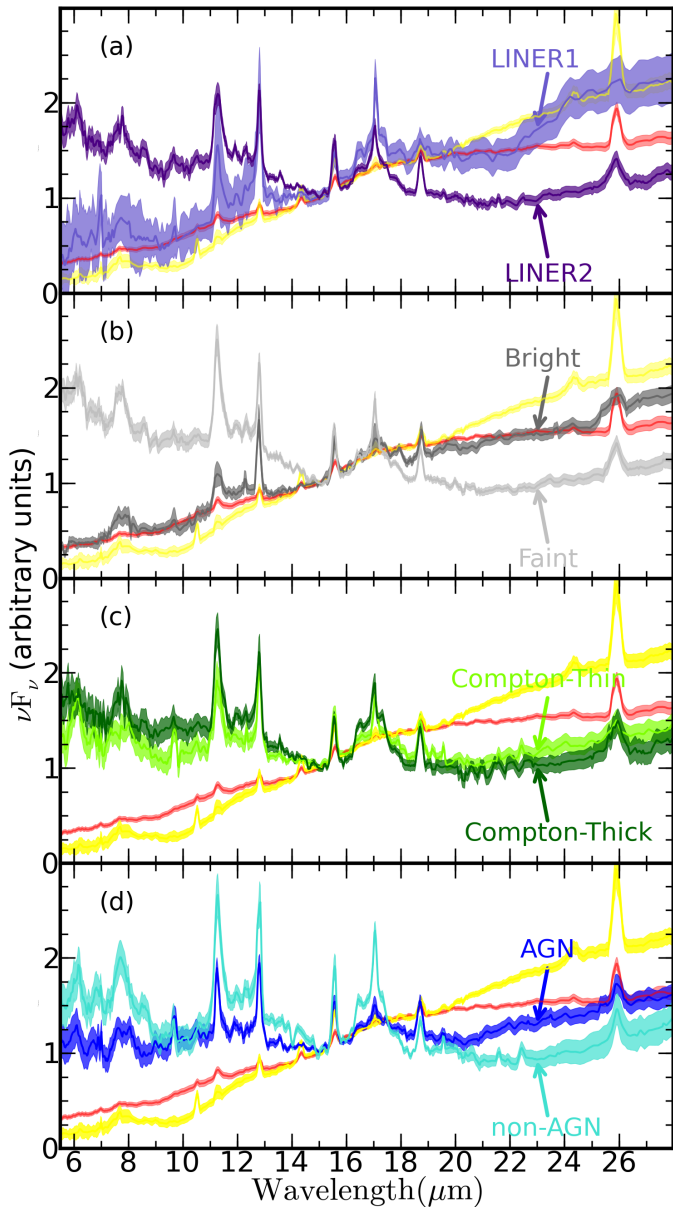 (a)
LINER1
LINER2
2
1
0
(b)
Bright
Faint
2
1
0
(c)
Compton-Thin
Compton-Thick
2
1
0
(d)
AGN
non-AGN
2
1
0
νFν (arbitrary units)
6 8 10 12 14 16 18 20 22 24 26
Wavelength(μm)